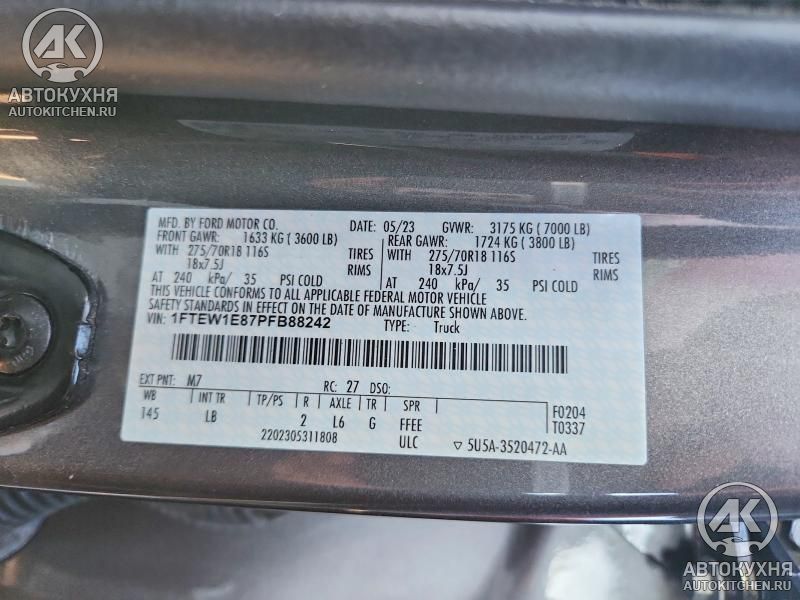 AK
АВТОКУХНЯ
AUTOKITCHEN.RU
MFD. BY FORD MOTOR CO. DATE: 05/23 GVWR: 3175 KG ( 7000 LB)
FRONT GAWR: 1633 KG ( 3600 LB) REAR GAWR: 1724 KG ( 3800 LB)
WITH 275/70R18 116S TIRES WITH 275/70R18 116S TIRES
18x7.5J RIMS 18x7.5J RIMS
AT 240 kPa/ 35 PSI COLD AT 240 kPa/ 35 PSI COLD
THIS VEHICLE CONFORMS TO ALL APPLICABLE FEDERAL MOTOR VEHICLE
SAFETY STANDARDS IN EFFECT ON THE DATE OF MANUFACTURE SHOWN ABOVE.
VIN: 1FTEW1E87PFB88242 TYPE: Truck
EXT PNT: M7 RC: 27 DSO:
WB INT TR TP/PS R AXLE TR SPR F0204
145 LB 2 L6 G FFEE T0337
2202305311808 ULC ▽ 5U5A-3520472-AA
AK
АВТОКУХНЯ
AUTOKITCHEN.RU